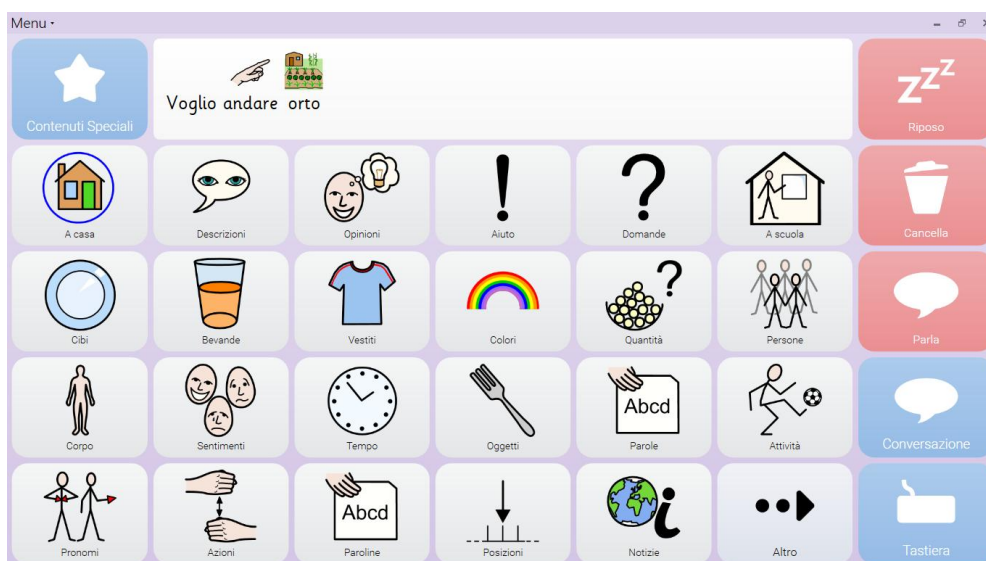 Menu
Contenuti Speciali
Voglio andare orto
zzz
Riposo
A casa
Descrizioni
Opinioni
!
Aiuto
?
Domande
A scuola
Cancella
Cibi
Bevande
Vestiti
Colori
?
Quantità
Persone
Parla
Corpo
Sentimenti
Tempo
Oggetti
Abcd
Parole
Attività
Conversazione
Pronomi
Azioni
Abcd
Paroline
Posizioni
i
Notizie
Altro
Tastiera